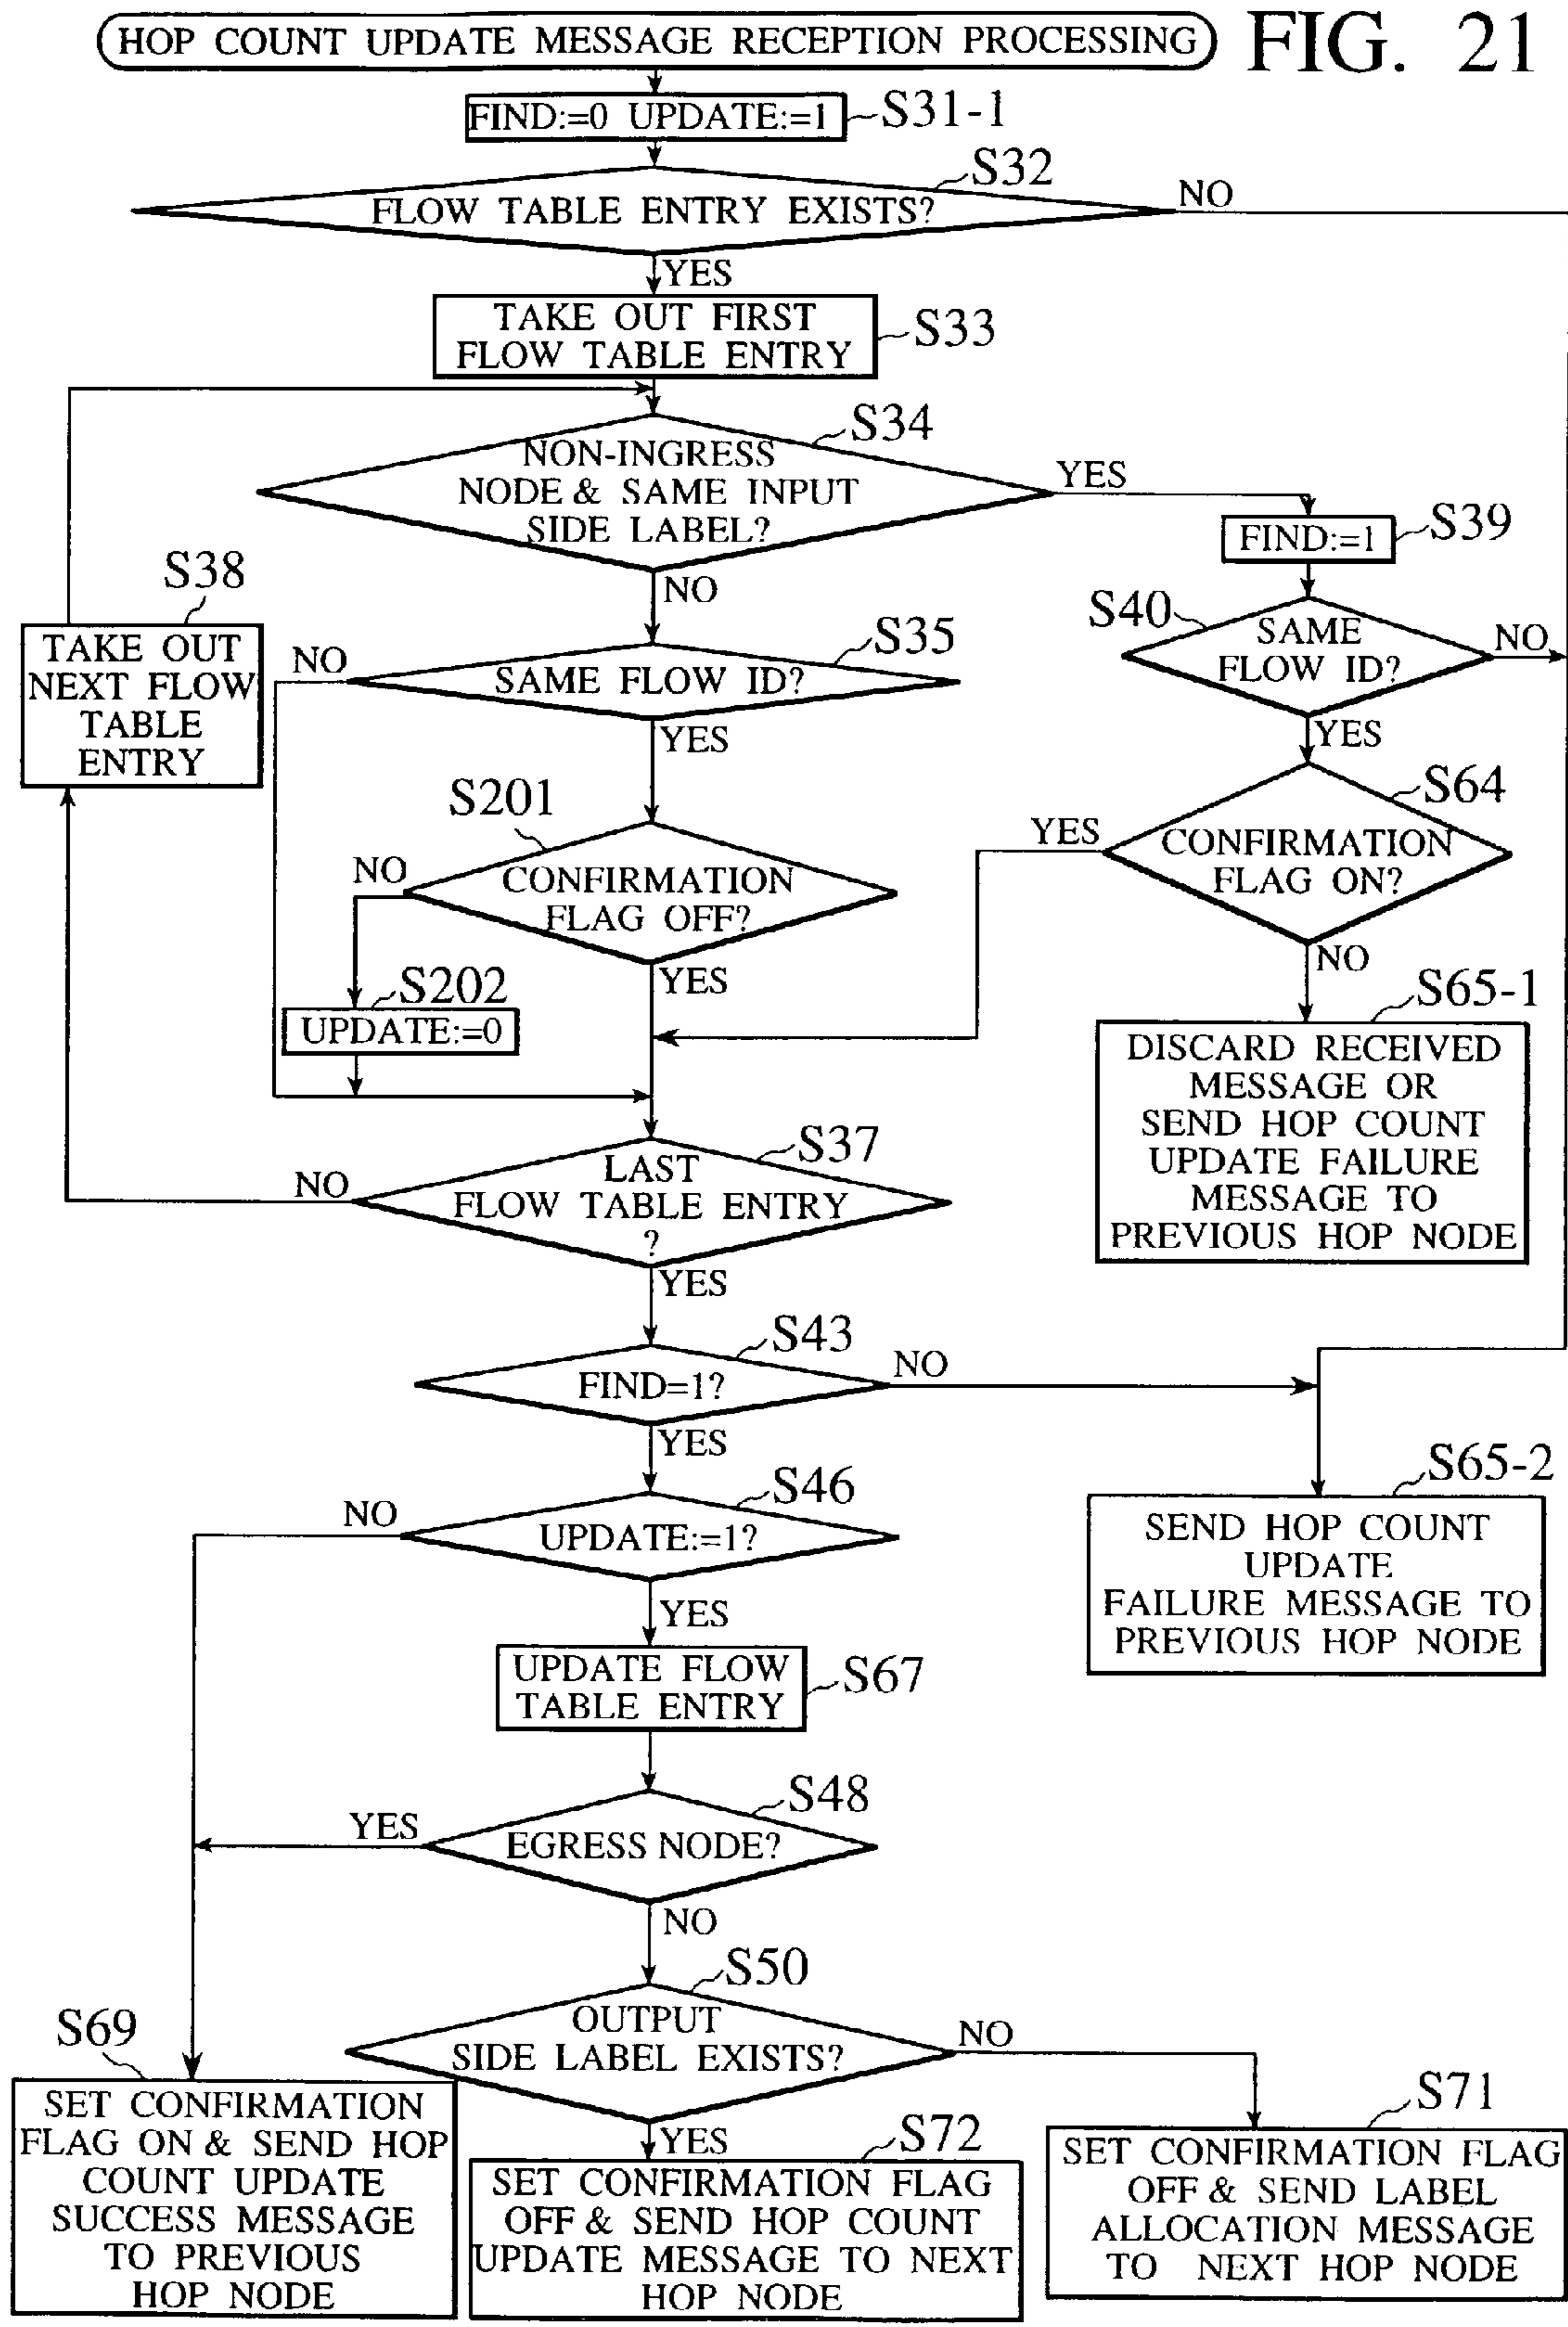 HOP COUNT UPDATE MESSAGE RECEPTION PROCESSING
FIG. 21
FIND:=0 UPDATE:=1
S31-1
S32
FLOW TABLE ENTRY EXISTS?
NO
YES
TAKE OUT FIRST
FLOW TABLE ENTRY
S33
S34
NON-INGRESS
NODE & SAME INPUT
SIDE LABEL?
YES
NO
S39
FIND:=1
S38
TAKE OUT
NEXT FLOW
TABLE
ENTRY
S35
NO
SAME FLOW ID?
YES
S40
SAME
FLOW ID?
NO
YES
S201
NO
CONFIRMATION
FLAG OFF?
YES
S64
YES
CONFIRMATION
FLAG ON?
NO
S202
UPDATE:=0
S65-1
DISCARD RECEIVED
MESSAGE OR
SEND HOP COUNT
UPDATE FAILURE
MESSAGE TO
PREVIOUS HOP NODE
S37
NO
LAST
FLOW TABLE ENTRY
?
YES
S43
FIND=1?
NO
YES
S46
NO
UPDATE:=1?
YES
S65-2
SEND HOP COUNT
UPDATE
FAILURE MESSAGE TO
PREVIOUS HOP NODE
UPDATE FLOW
TABLE ENTRY
S67
S48
YES
EGRESS NODE?
NO
S50
OUTPUT
SIDE LABEL EXISTS?
NO
YES
S69
SET CONFIRMATION
FLAG ON & SEND HOP
COUNT UPDATE
SUCCESS MESSAGE
TO PREVIOUS
HOP NODE
S72
SET CONFIRMATION FLAG
OFF & SEND HOP COUNT
UPDATE MESSAGE TO NEXT
HOP NODE
S71
SET CONFIRMATION FLAG
OFF & SEND LABEL
ALLOCATION MESSAGE
TO NEXT HOP NODE